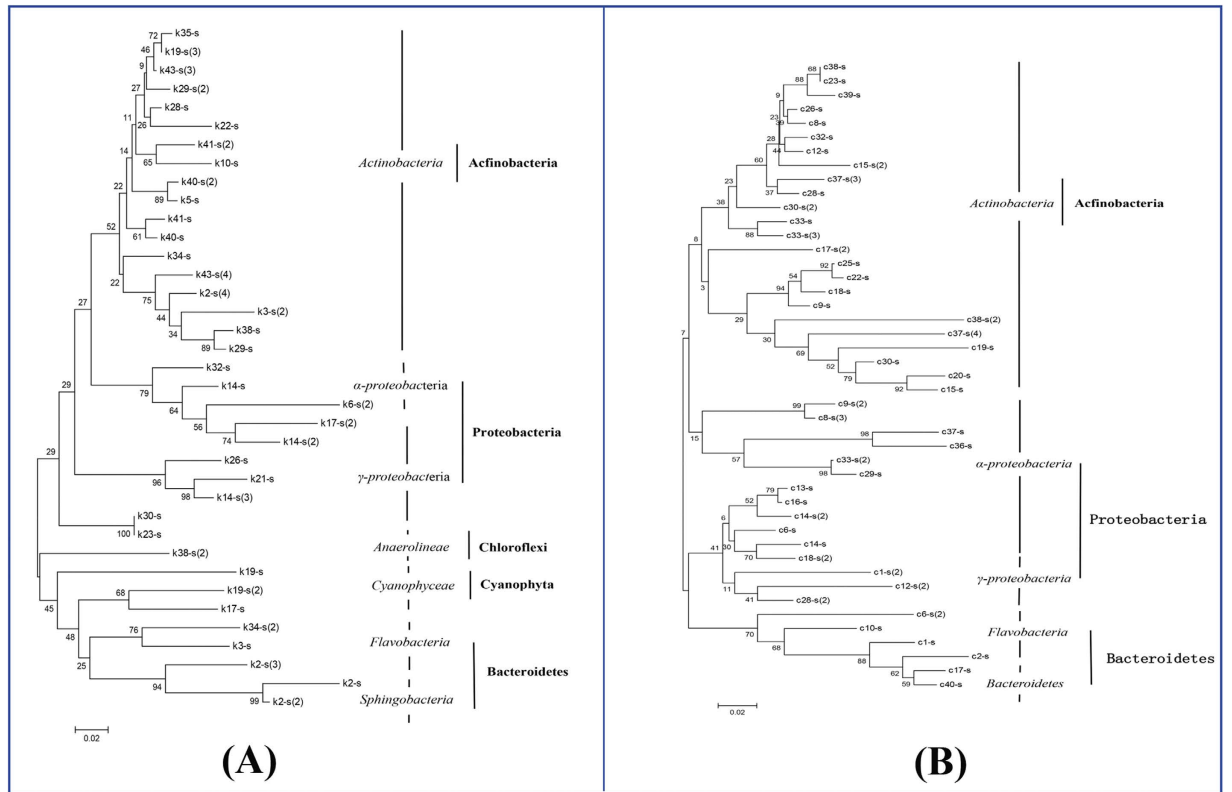 72
k35-s
46
k19-s(3)
9
k43-s(3)
27
k29-s(2)
k28-s
11
26
k22-s
k41-s(2)
14
65
k10-s
Actinobacteria
Acfinobacteria
22
k40-s(2)
89
k5-s
k41-s
52
61
k40-s
k34-s
22
k43-s(4)
75
k2-s(4)
27
44
k3-s(2)
34
k38-s
89
k29-s
k32-s
29
79
k14-s
α-proteobacteria
64
k6-s(2)
56
k17-s(2)
74
k14-s(2)
Proteobacteria
29
k26-s
96
k21-s
γ-proteobacteria
98
k14-s(3)
k30-s
100
k23-s
Anaerolineae
Chloroflexi
k38-s(2)
k19-s
Cyanophyceae
Cyanophyta
45
68
k19-s(2)
k17-s
48
76
k34-s(2)
k3-s
Flavobacteria
25
k2-s(3)
Bacteroidetes
94
k2-s
99
k2-s(2)
Sphingobacteria
0.02
(A)
68
c38-s
88
c23-s
9
c39-s
c26-s
23
39
c8-s
28
c32-s
44
c12-s
60
c15-s(2)
23
c37-s(3)
37
c28-s
38
c30-s(2)
Actinobacteria
Acfinobacteria
c33-s
88
c33-s(3)
8
c17-s(2)
92
c25-s
54
c22-s
3
94
c18-s
c9-s
29
c38-s(2)
7
30
c37-s(4)
69
c19-s
52
c30-s
79
c20-s
92
c15-s
99
c9-s(2)
c8-s(3)
15
98
c37-s
c36-s
57
c33-s(2)
98
c29-s
α-proteobacteria
79
c13-s
52
c16-s
c14-s(2)
6
c6-s
Proteobacteria
41
30
c14-s
70
c18-s(2)
c1-s(2)
γ-proteobacteria
11
c12-s(2)
41
c28-s(2)
c6-s(2)
70
c10-s
Flavobacteria
68
c1-s
88
c2-s
Bacteroidetes
62
c17-s
59
c40-s
Bacteroidetes
0.02
(B)